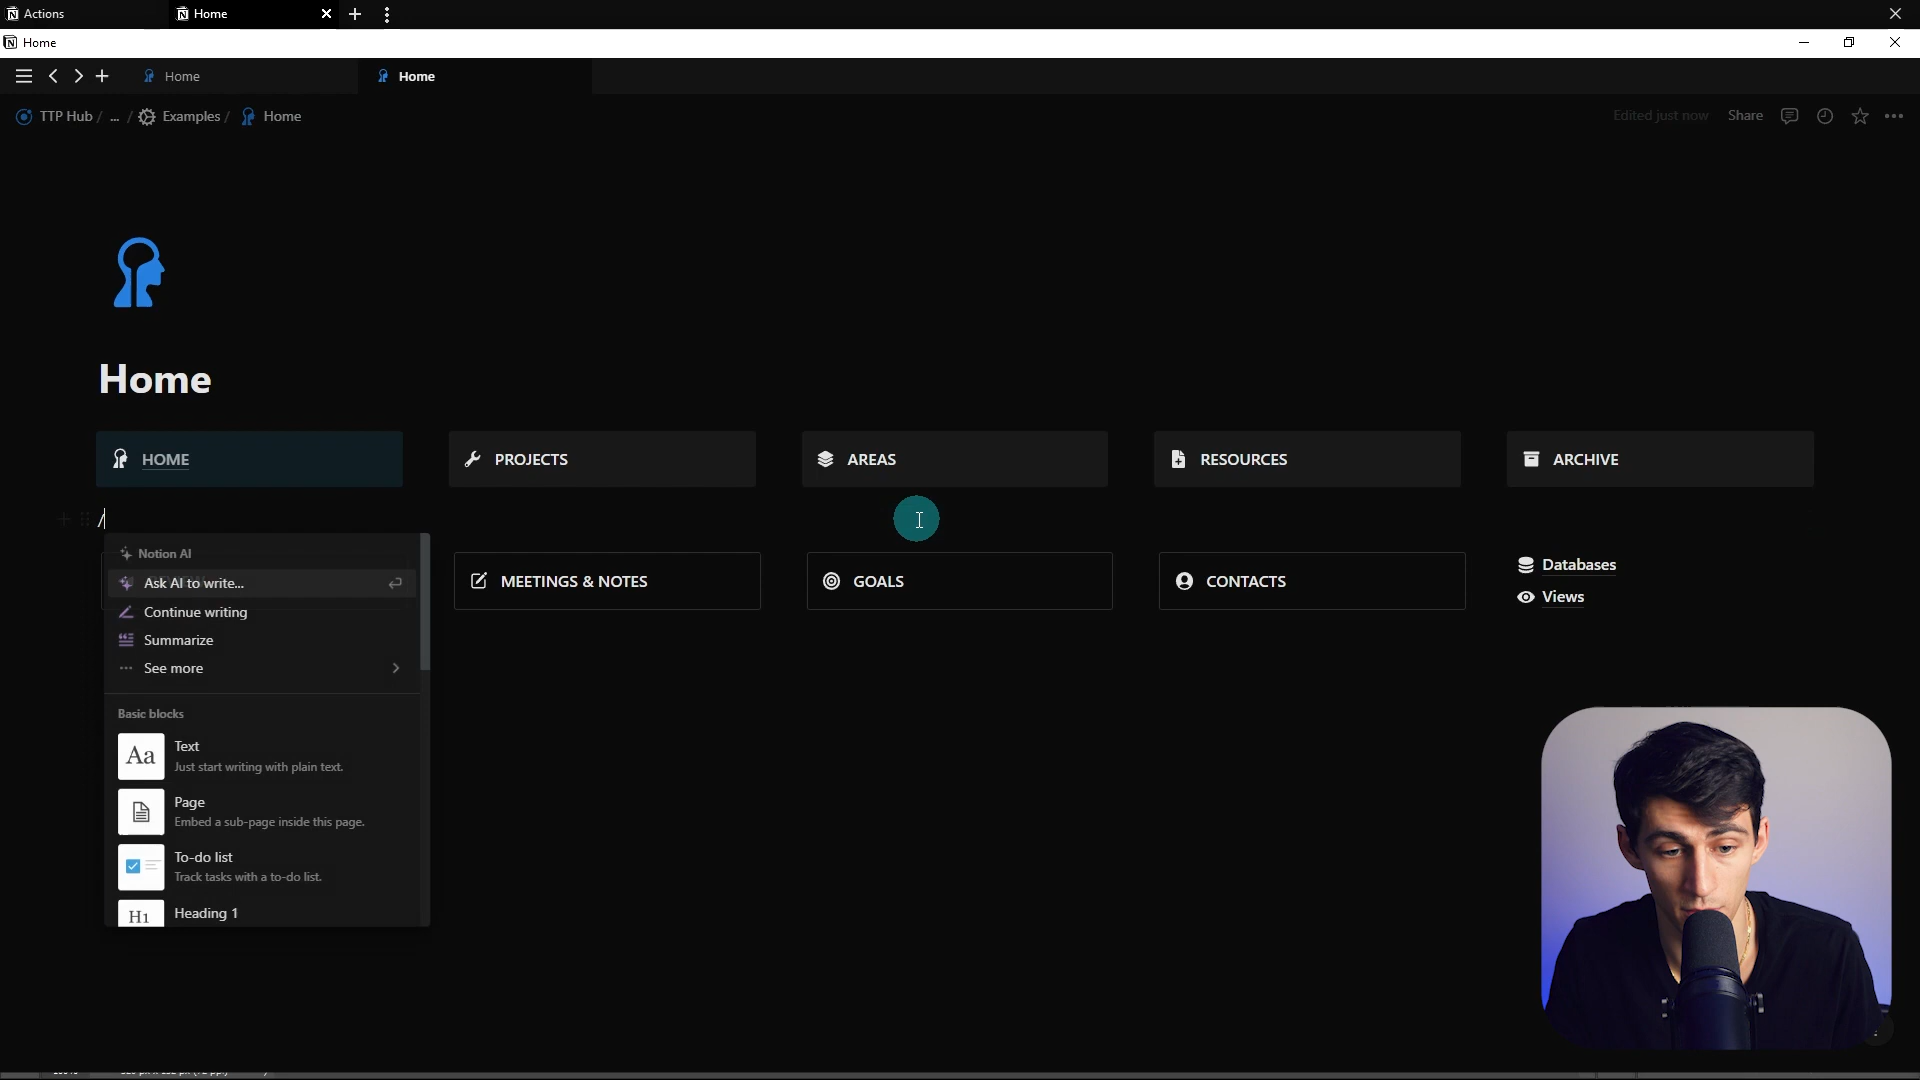 Actions
Home
Home
Home
Home
TTP Hub / ... / Examples / Home
Edited just now
Share
Home
HOME
PROJECTS
AREAS
RESOURCES
ARCHIVE
/
Notion AI
Ask AI to write...
Continue writing
Summarize
See more
Basic blocks
Aa
Text
Just start writing with plain text.
Page
Embed a sub-page inside this page.
To-do list
Track tasks with a to-do list.
H1
Heading 1
MEETINGS & NOTES
GOALS
CONTACTS
Databases
Views